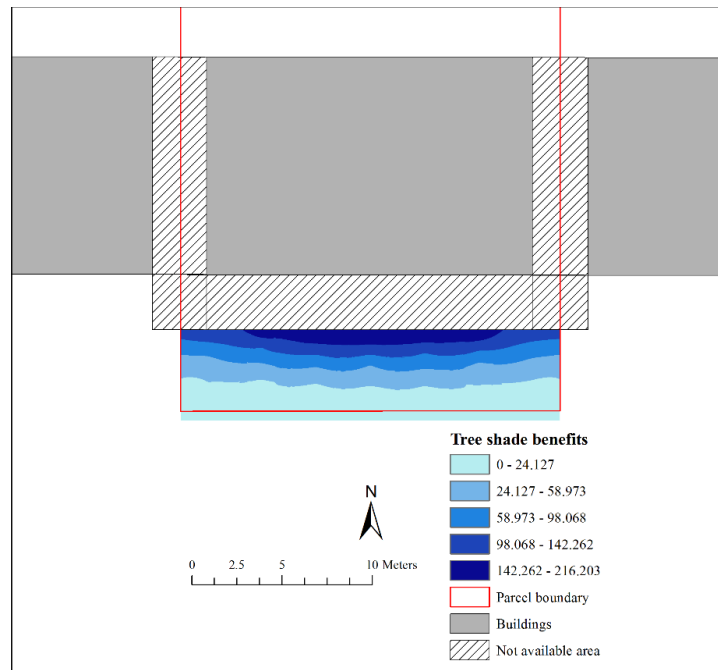 Tree shade benefits
0 - 24.127
24.127 - 58.973
58.973 - 98.068
98.068 - 142.262
142.262 - 216.203
Parcel boundary
Buildings
Not available area
N
0 2.5 5 10 Meters